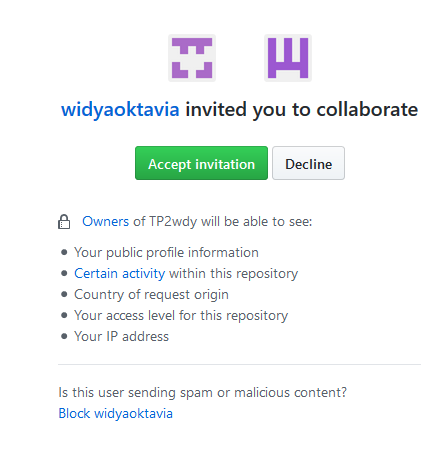 widyaoktavia invited you to collaborate
Accept invitation Decline
Owners of TP2wdy will be able to see:
Your public profile information
Certain activity within this repository
Country of request origin
Your access level for this repository
Your IP address
Is this user sending spam or malicious content?
Block widyaoktavia